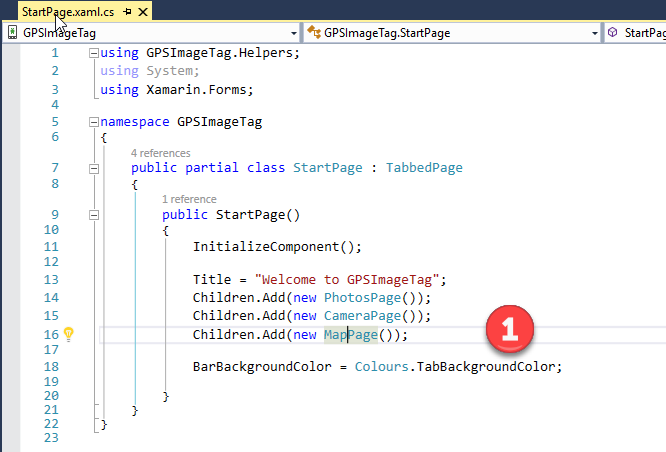 StartPage.xaml.cs
GPSImageTag GPSImageTag.StartPage StartPag
1 using GPSImageTag.Helpers;
2 using System;
3 using Xamarin.Forms;
4
5 namespace GPSImageTag
6 {
4 references
7 public partial class StartPage : TabbedPage
8 {
1 reference
9 public StartPage()
10 {
11 InitializeComponent();
12
13 Title = "Welcome to GPSImageTag";
14 Children.Add(new PhotosPage());
15 Children.Add(new CameraPage());
16 Children.Add(new MapPage()); 1
17
18 BarBackgroundColor = Colours.TabBackgroundColor;
19
20 }
21 }
22 }
23